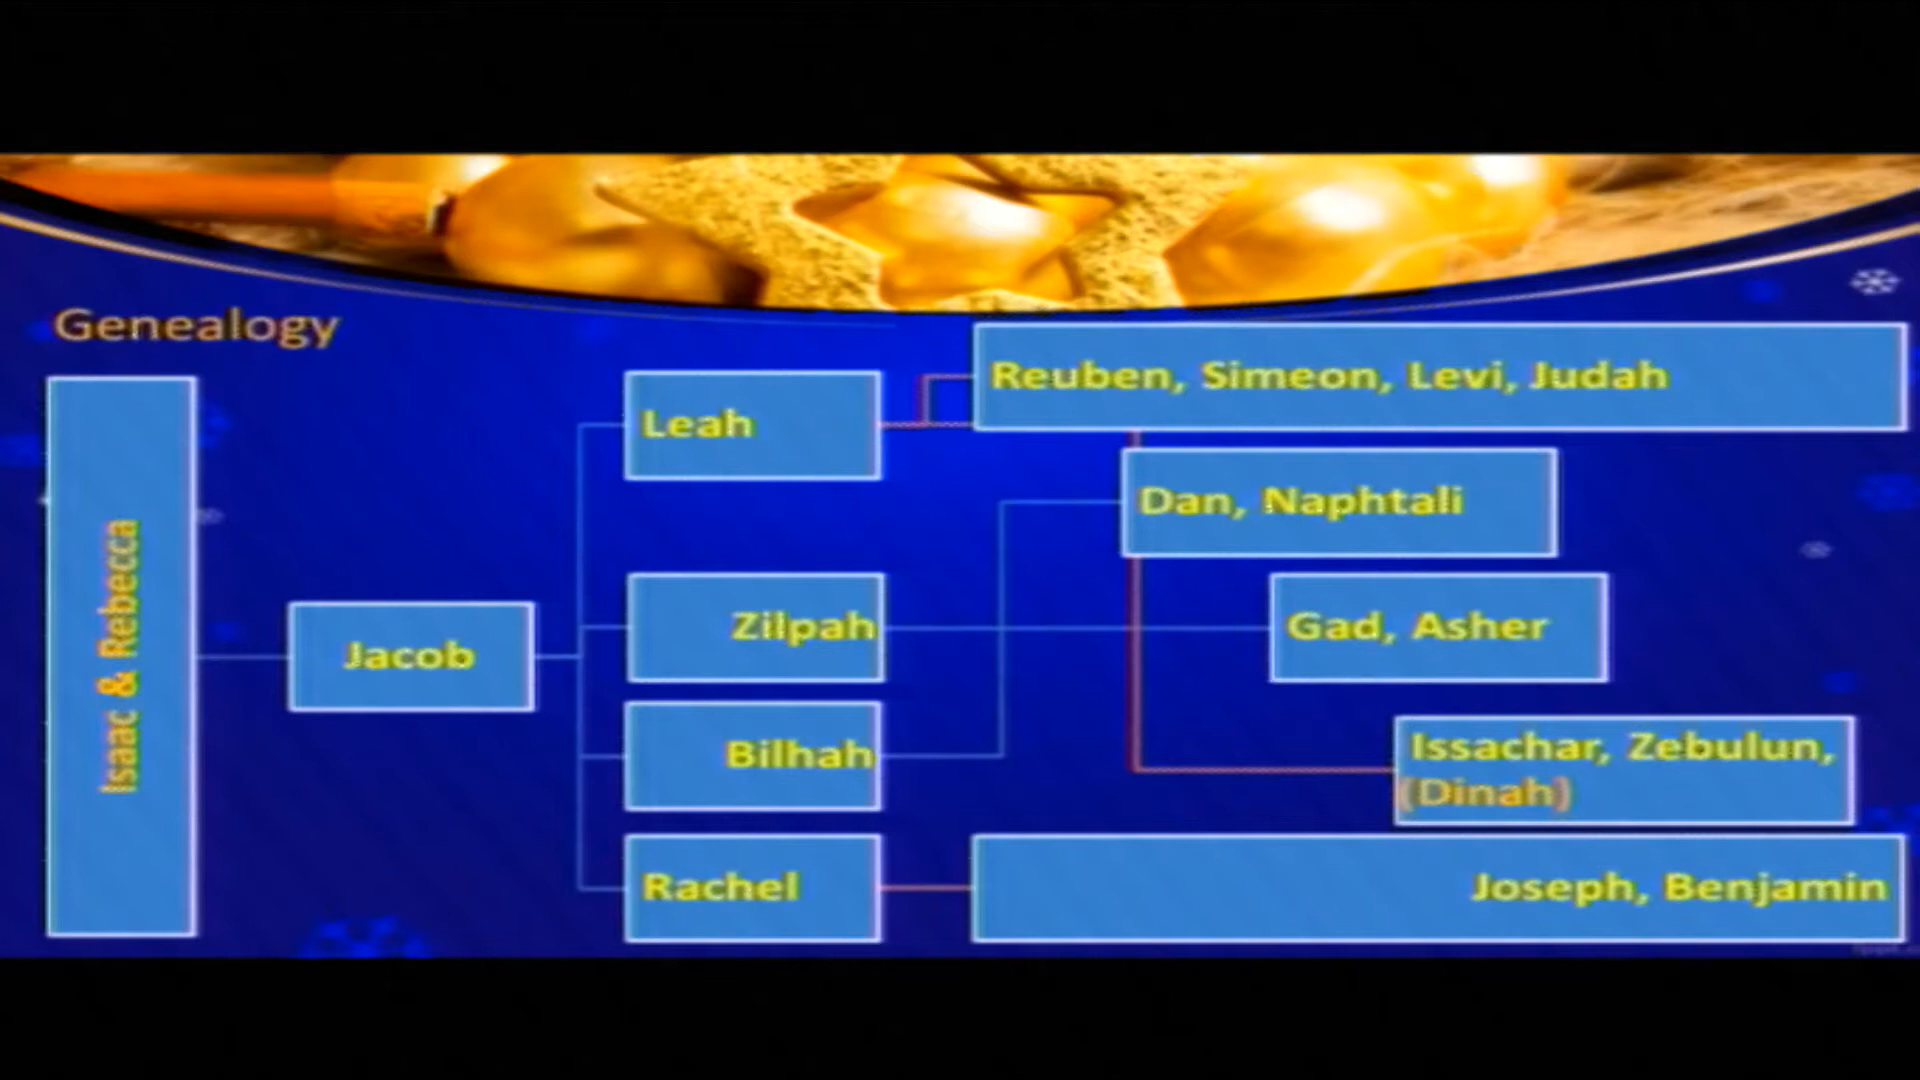 Genealogy
Isaac & Rebecca
Jacob
Leah
Zilpah
Bilhah
Rachel
Reuben, Simeon, Levi, Judah
Dan, Naphtali
Gad, Asher
Issachar, Zebulun,
(Dinah)
Joseph, Benjamin